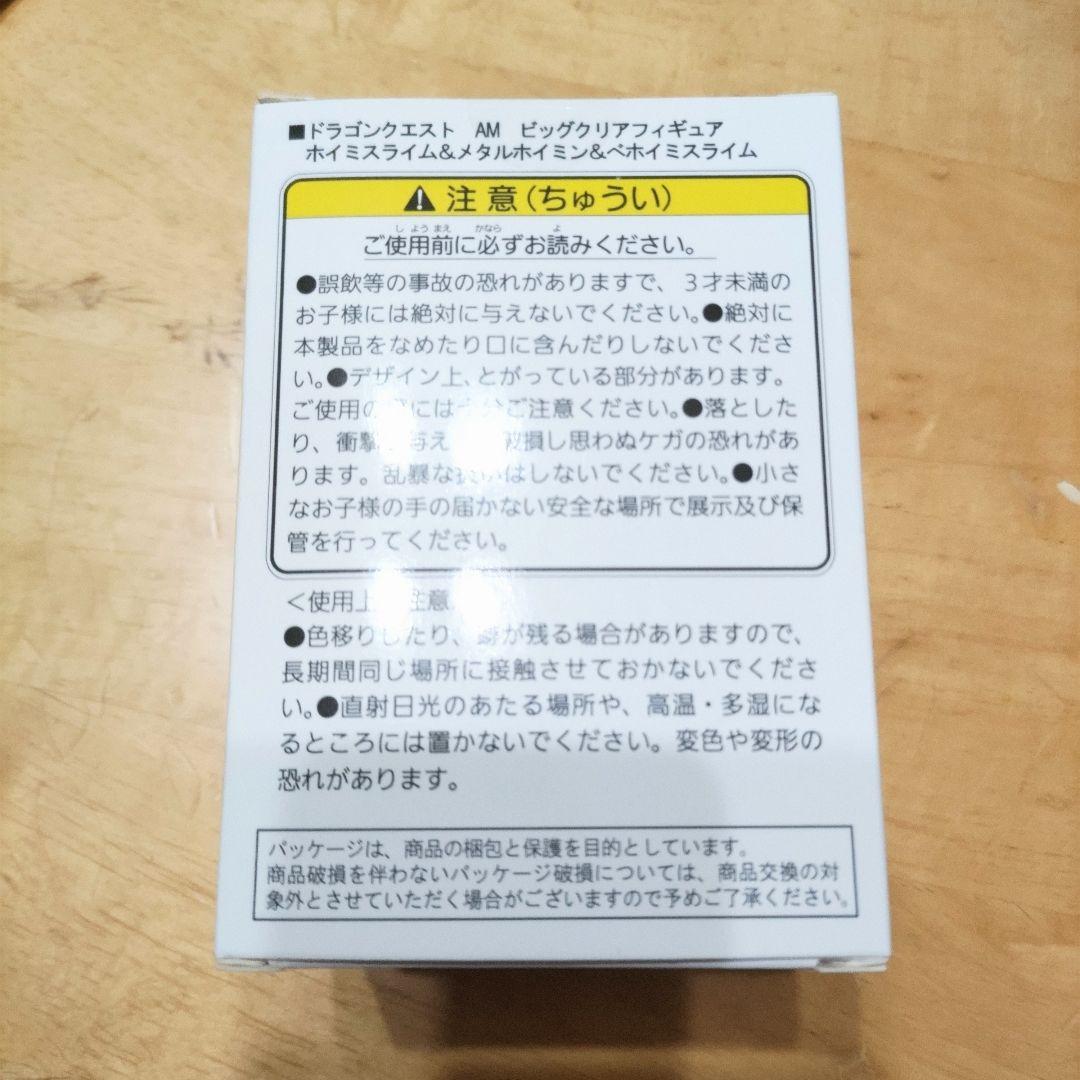 ■ドラゴンクエスト AM ビッグクリアフィギュア
ホイミスライム&メタルホイミン&ベホイミスライム
注意(ちゅうい)
しようまえ かなら よ
ご使用前に必ずお読みください。
●誤飲等の事故の恐れがありますで、3才未満の
お子様には絶対に与えないでください。●絶対に
本製品をなめたり口に含んだりしないでくださ
い。●デザイン上、とがっている部分があります。
ご使用の には十分ご注意ください。●落とした
り、衝撃 与え 破損し思わぬケガの恐れがあ
ります。乱暴な扱いはしないでください。●小さ
なお子様の手の届かない安全な場所で展示及び保
管を行ってください。
<使用上 注意
●色移りしたり、跡が残る場合がありますので、
長期間同じ場所に接触させておかないでくださ
い。●直射日光のあたる場所や、高温・多湿にな
るところには置かないでください。変色や変形の
恐れがあります。
パッケージは、商品の梱包と保護を目的としています。
商品破損を伴わないパッケージ破損については、商品交換の対
象外とさせていただく場合がございますので予めご了承ください。